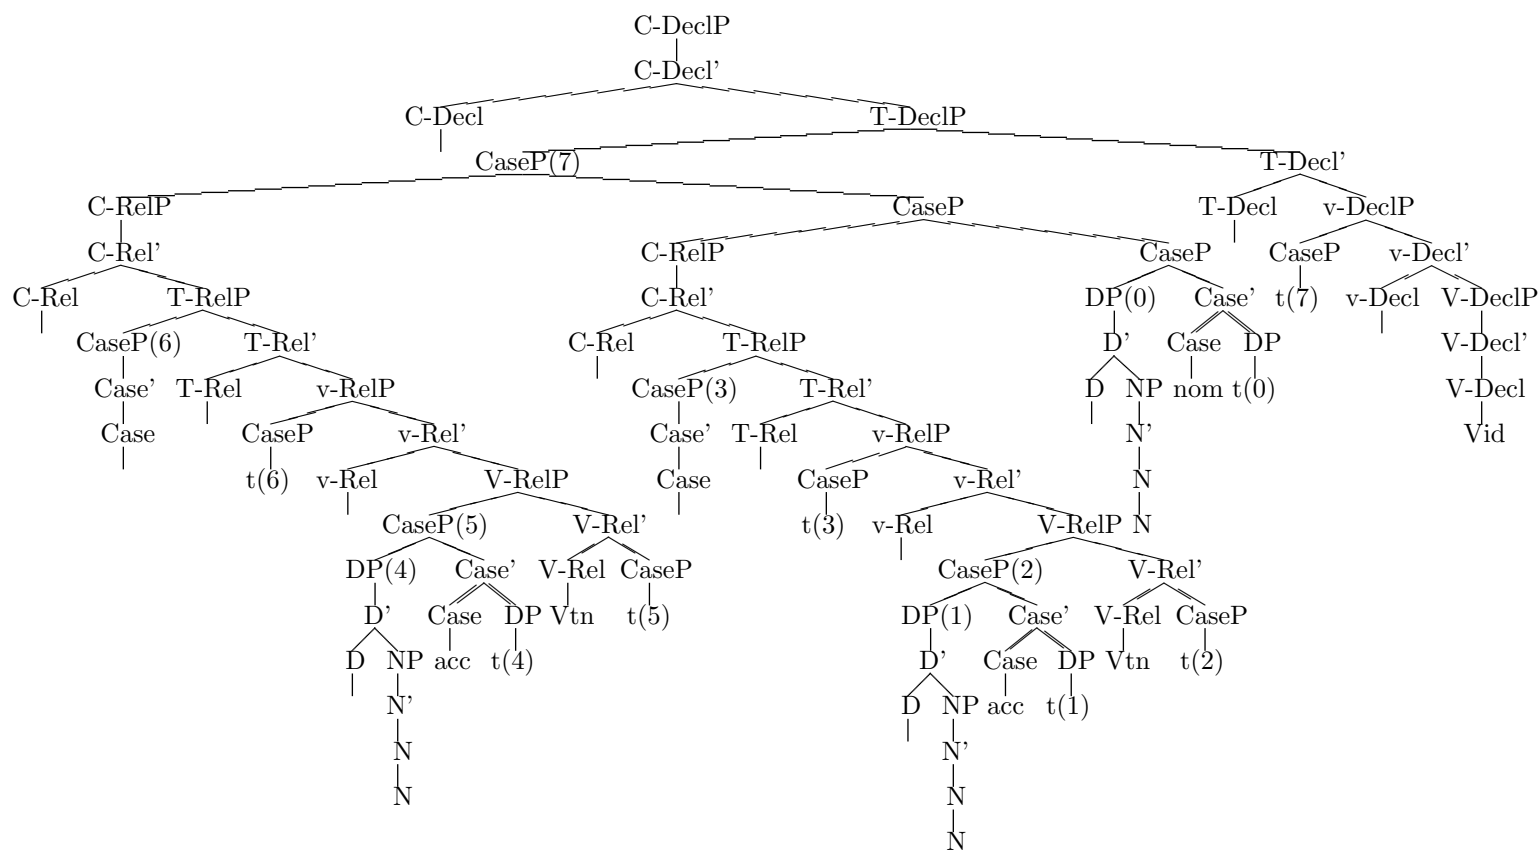 C-DeclP
C-Decl'
C-Decl T-DeclP
CaseP(7) T-Decl'
C-RelP CaseP T-Decl v-DeclP
C-Rel' C-RelP CaseP CaseP v-Decl'
C-Rel T-RelP C-Rel' DP(0) Case' t(7) v-Decl V-DeclP
CaseP(6) T-Rel' C-Rel T-RelP D' Case DP V-Decl'
Case' T-Rel v-RelP CaseP(3) T-Rel' D NP nom t(0) V-Decl
Case CaseP v-Rel' Case' T-Rel v-RelP N' Vid
t(6) v-Rel V-RelP Case CaseP v-Rel' N
CaseP(5) V-Rel' t(3) v-Rel V-RelP N
DP(4) Case' V-Rel CaseP CaseP(2) V-Rel'
D' Case DP Vtn t(5) DP(1) Case' V-Rel CaseP
D NP acc t(4) D' Case DP Vtn t(2)
N' D NP acc t(1)
N N'
N N
N